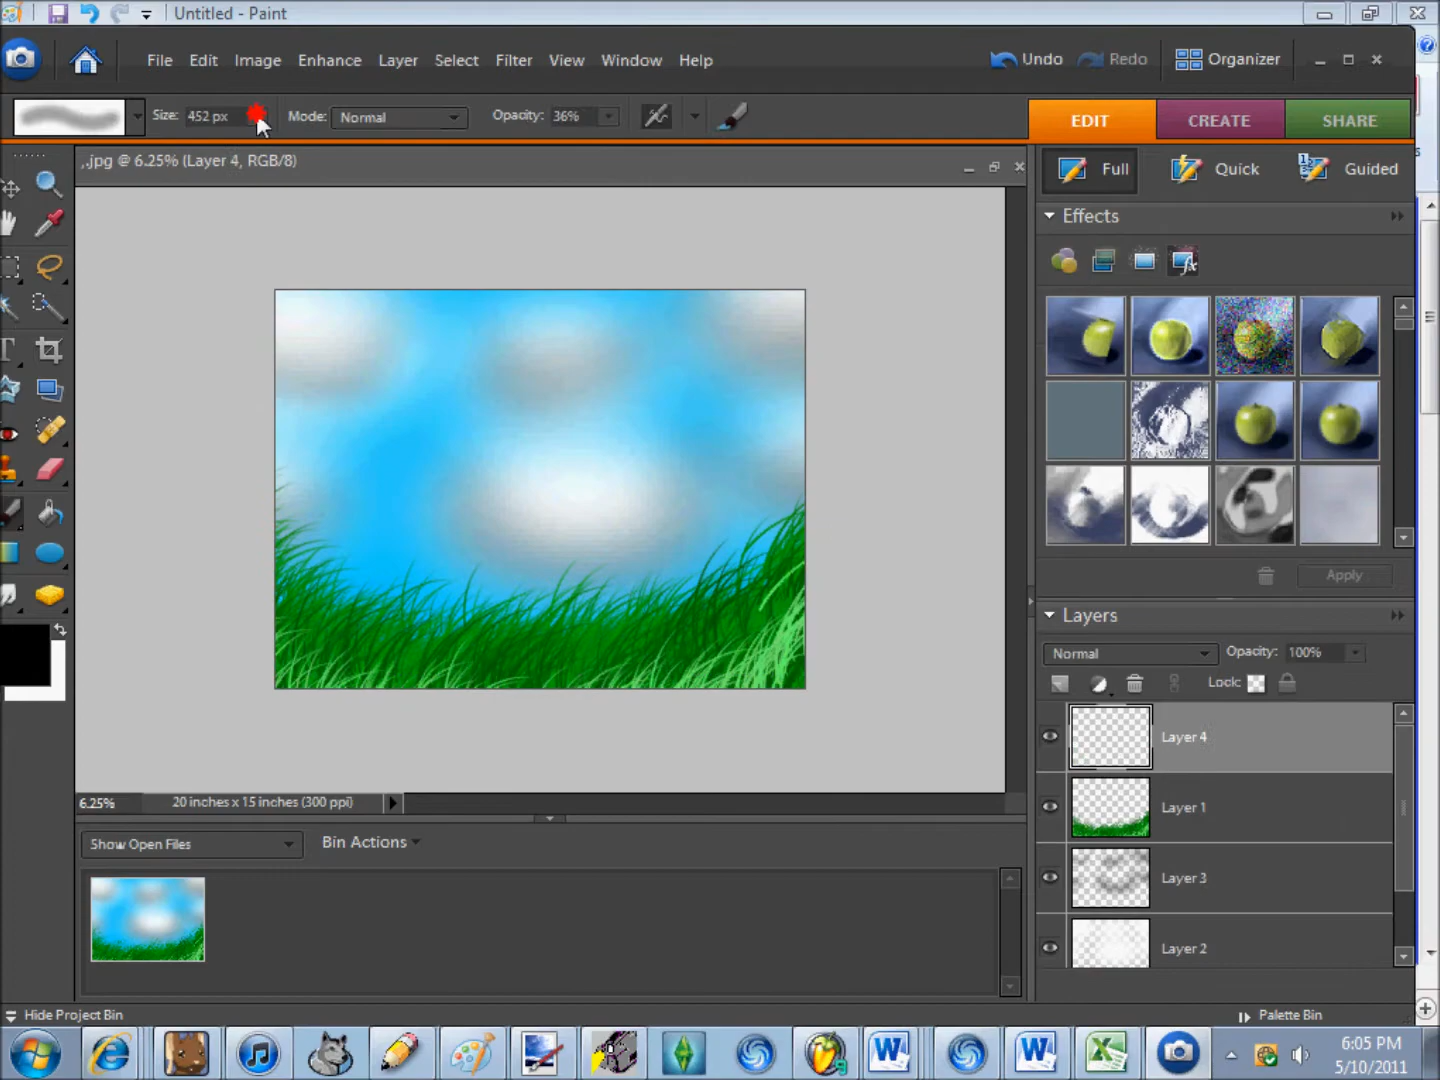 Untitled - Paint
File Edit Image Enhance Layer Select Filter View Window Help
Undo Redo Organizer
Size: 452 px Mode: Normal Opacity: 36%
EDIT CREATE SHARE
,.jpg @ 6.25% (Layer 4, RGB/8)
Full Quick Guided
Effects
Apply
Layers
Normal Opacity: 100%
Lock:
Layer 4
Layer 1
Layer 3
Layer 2
6.25% 20 inches x 15 inches (300 ppi)
Show Open Files Bin Actions
Hide Project Bin Palette Bin
6:05 PM
5/10/2011